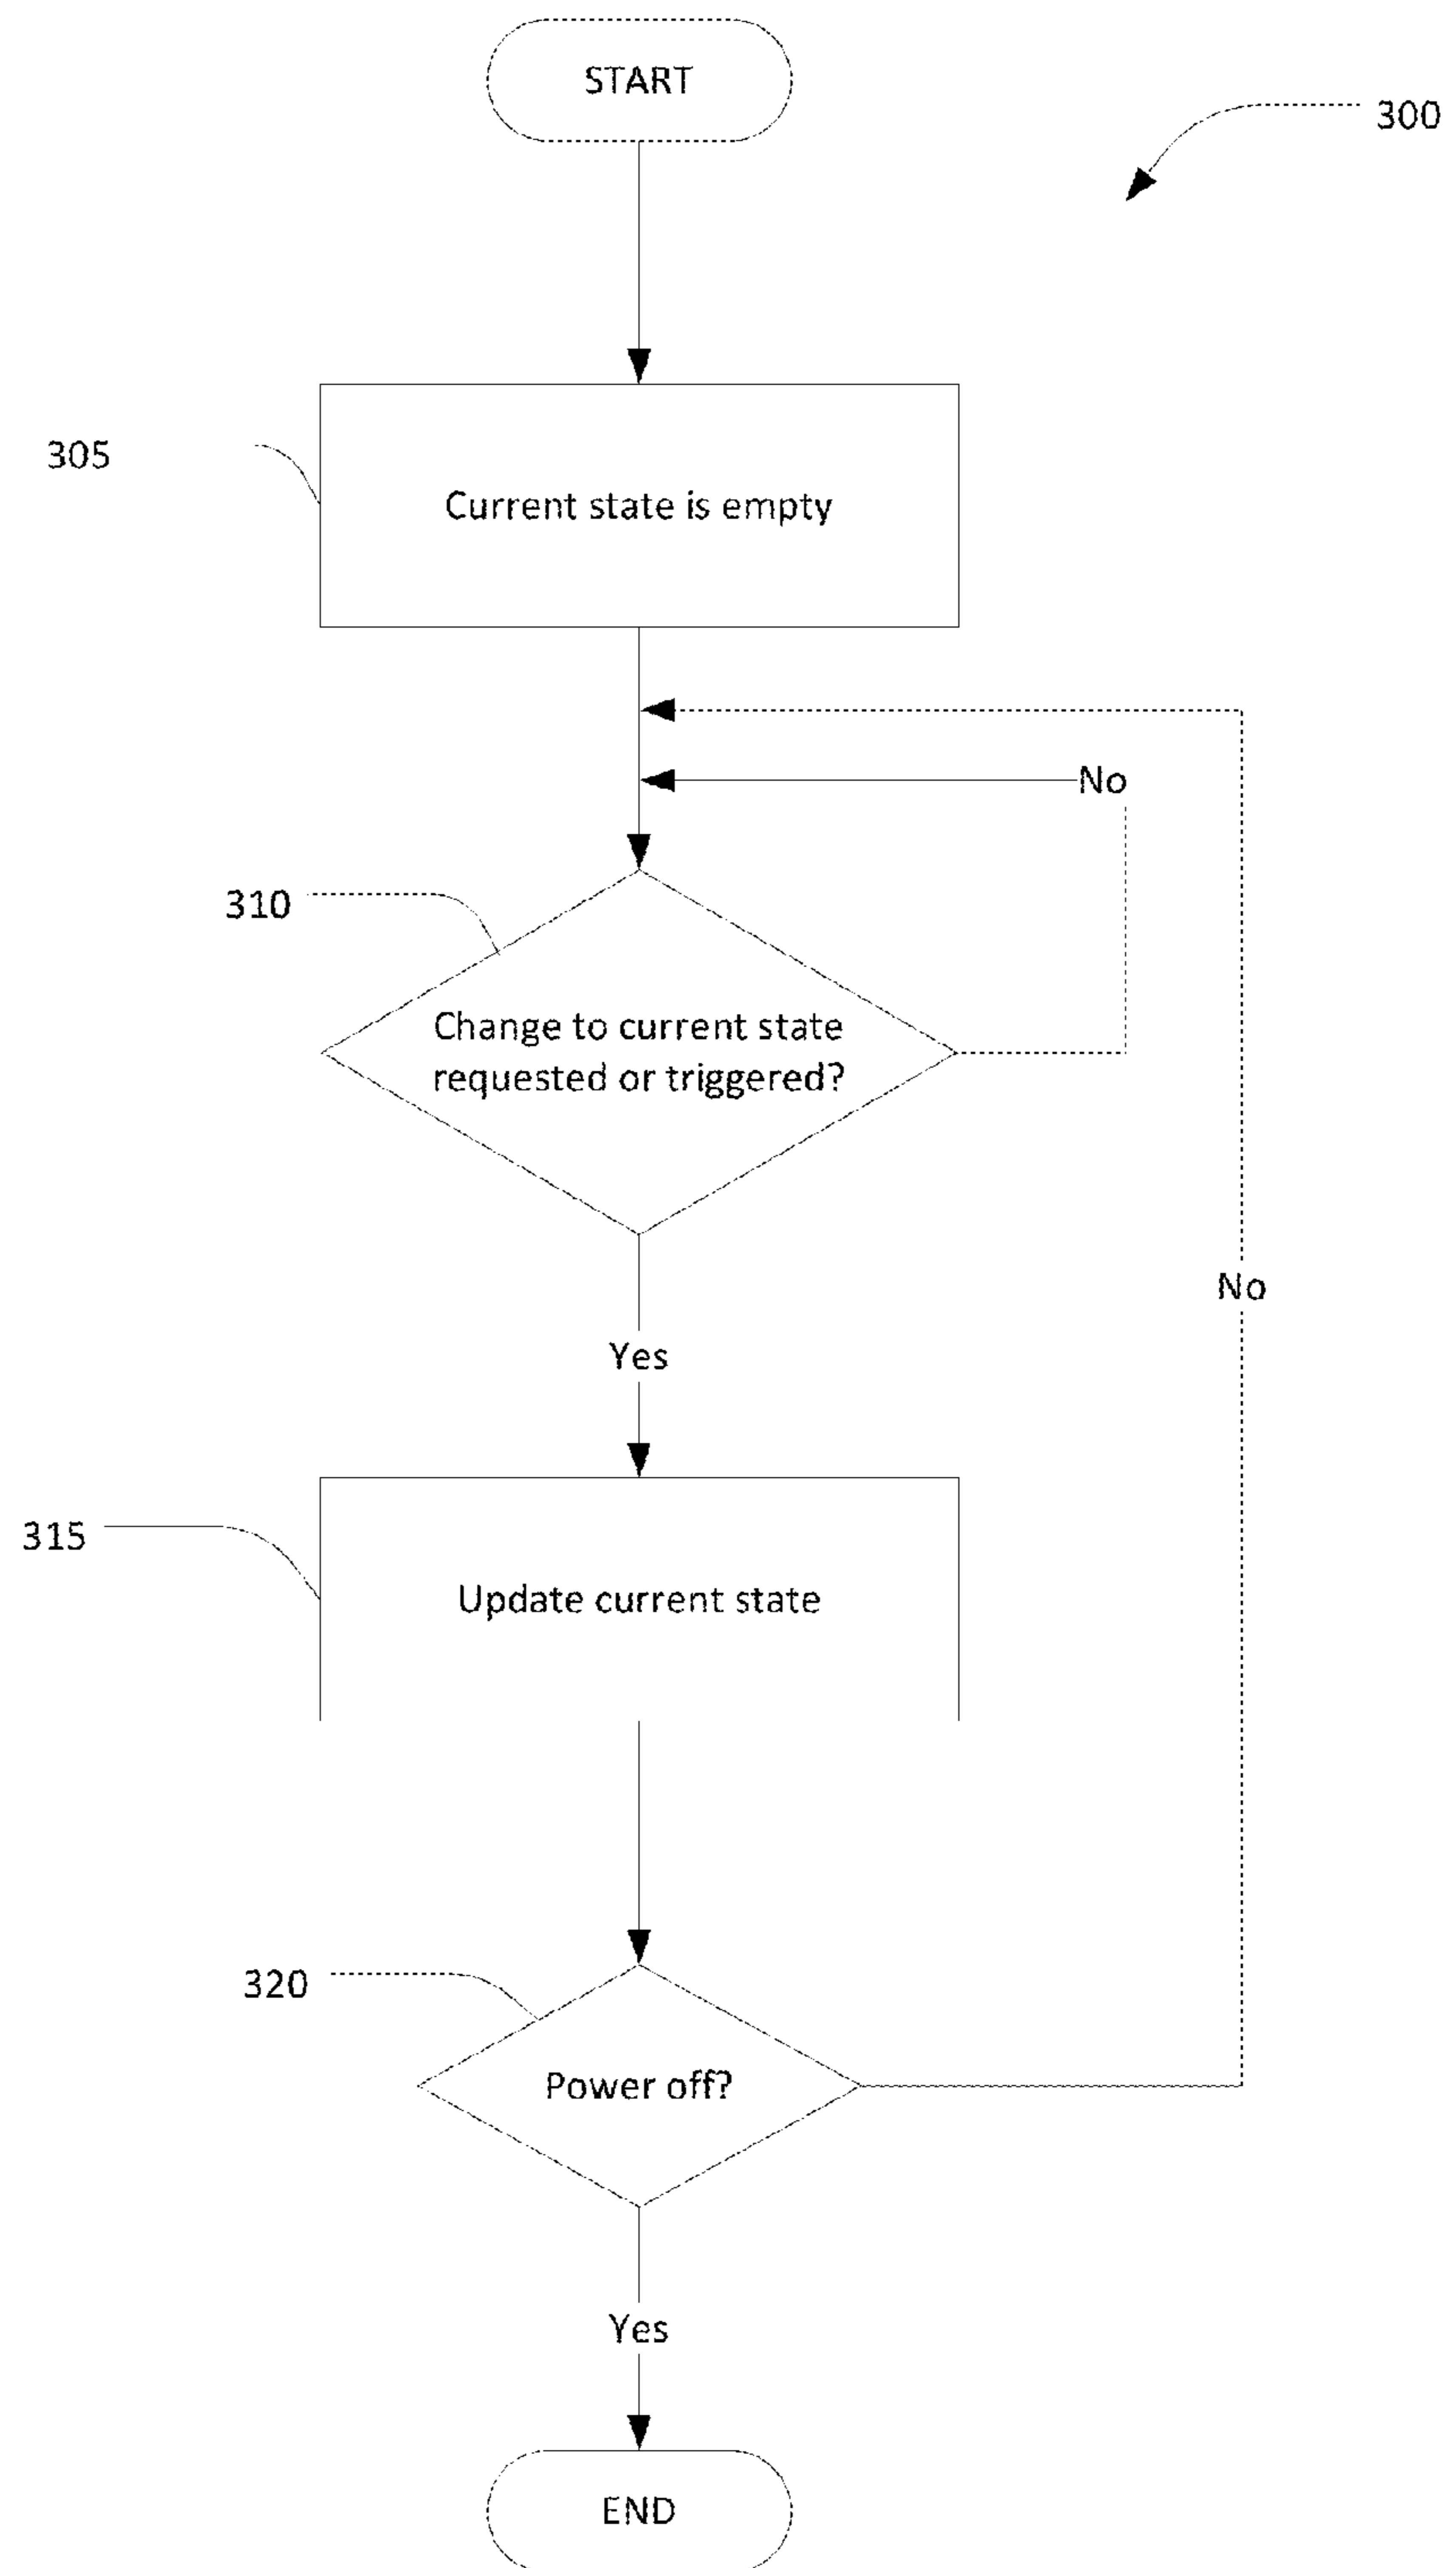 START
300
305
Current state is empty
No
310
Change to current state
requested or triggered?
No
Yes
315
Update current state
320
Power off?
Yes
END